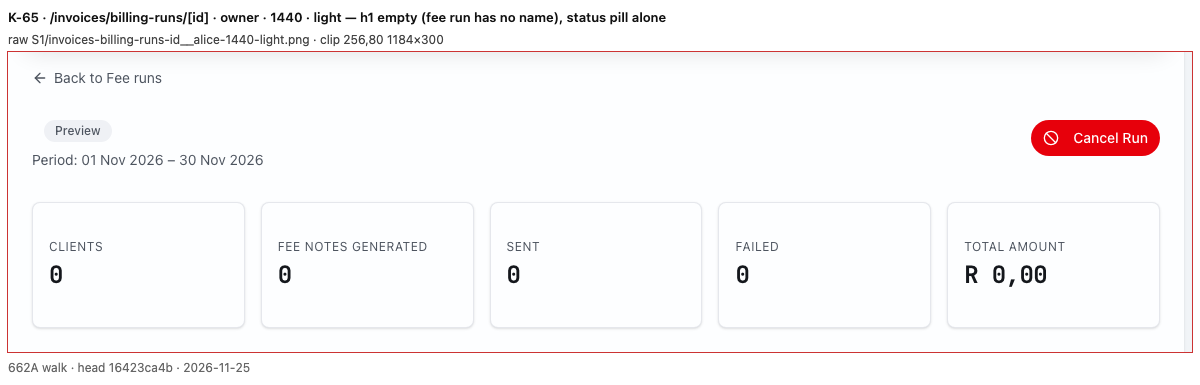 K-65 · /invoices/billing-runs/[id] · owner · 1440 · light — h1 empty (fee run has no name), status pill alone
raw S1/invoices-billing-runs-id__alice-1440-light.png · clip 256,80 1184×300
← Back to Fee runs
Preview
Cancel Run
Period: 01 Nov 2026 – 30 Nov 2026
CLIENTS
0
FEE NOTES GENERATED
0
SENT
0
FAILED
0
TOTAL AMOUNT
R 0,00
662A walk · head 16423ca4b · 2026-11-25